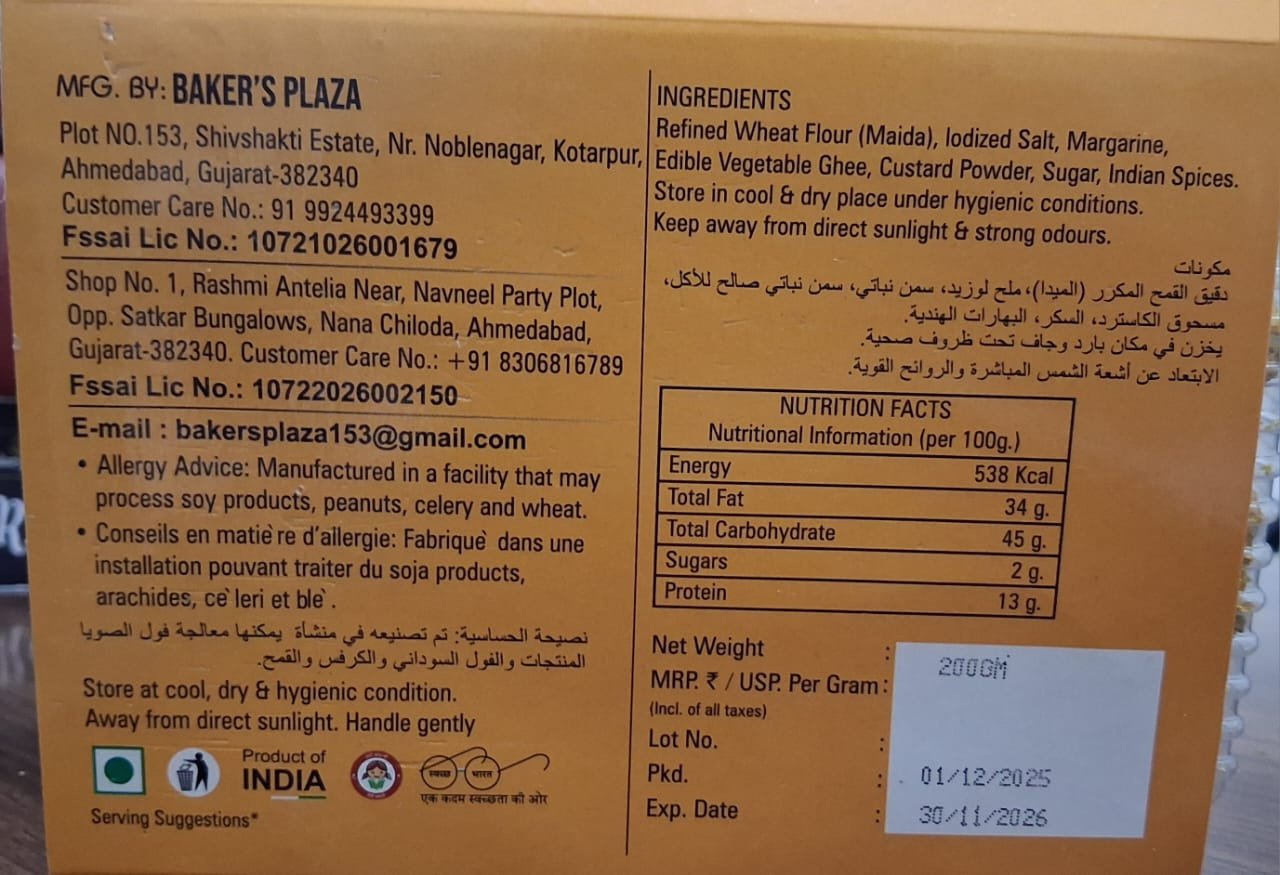 MFG. BY: BAKER'S PLAZA
Plot NO.153, Shivshakti Estate, Nr. Noblenagar, Kotarpur,
Ahmedabad, Gujarat-382340
Customer Care No.: 91 9924493399
Fssai Lic No.: 10721026001679
Shop No. 1, Rashmi Antelia Near, Navneel Party Plot,
Opp. Satkar Bungalows, Nana Chiloda, Ahmedabad,
Gujarat-382340. Customer Care No.: +91 8306816789
Fssai Lic No.: 10722026002150
E-mail : bakersplaza153@gmail.com
• Allergy Advice: Manufactured in a facility that may
process soy products, peanuts, celery and wheat.
• Conseils en matiè re d'allergie: Fabriquè dans une
installation pouvant traiter du soja products,
arachides, ce` leri et ble` .
نصيحة الحساسية: تم تصنيعه في منشأة يمكنها معالجة فول الصويا
المنتجات والفول السوداني والكرفس والقمح.
Store at cool, dry & hygienic condition.
Away from direct sunlight. Handle gently
Product of
INDIA
स्वच्छ भारत
एक कदम स्वच्छता की ओर
Serving Suggestions*
INGREDIENTS
Refined Wheat Flour (Maida), Iodized Salt, Margarine,
Edible Vegetable Ghee, Custard Powder, Sugar, Indian Spices.
Store in cool & dry place under hygienic conditions.
Keep away from direct sunlight & strong odours.
مكونات
دقيق القمح المكرر (الميدا)، ملح لوزيد، سمن نباتي، سمن نباتي صالح للأكل،
مسحوق الكاسترد، السكر، البهارات الهندية.
يخزن في مكان بارد وجاف تحت ظروف صحية.
الابتعاد عن أشعة الشمس المباشرة والروائح القوية.
NUTRITION FACTS
Nutritional Information (per 100g.)
Energy 538 Kcal
Total Fat 34 g.
Total Carbohydrate 45 g.
Sugars 2 g.
Protein 13 g.
Net Weight : 200GM
MRP. ₹ / USP. Per Gram :
(Incl. of all taxes)
Lot No. :
Pkd. : 01/12/2025
Exp. Date : 30/11/2026